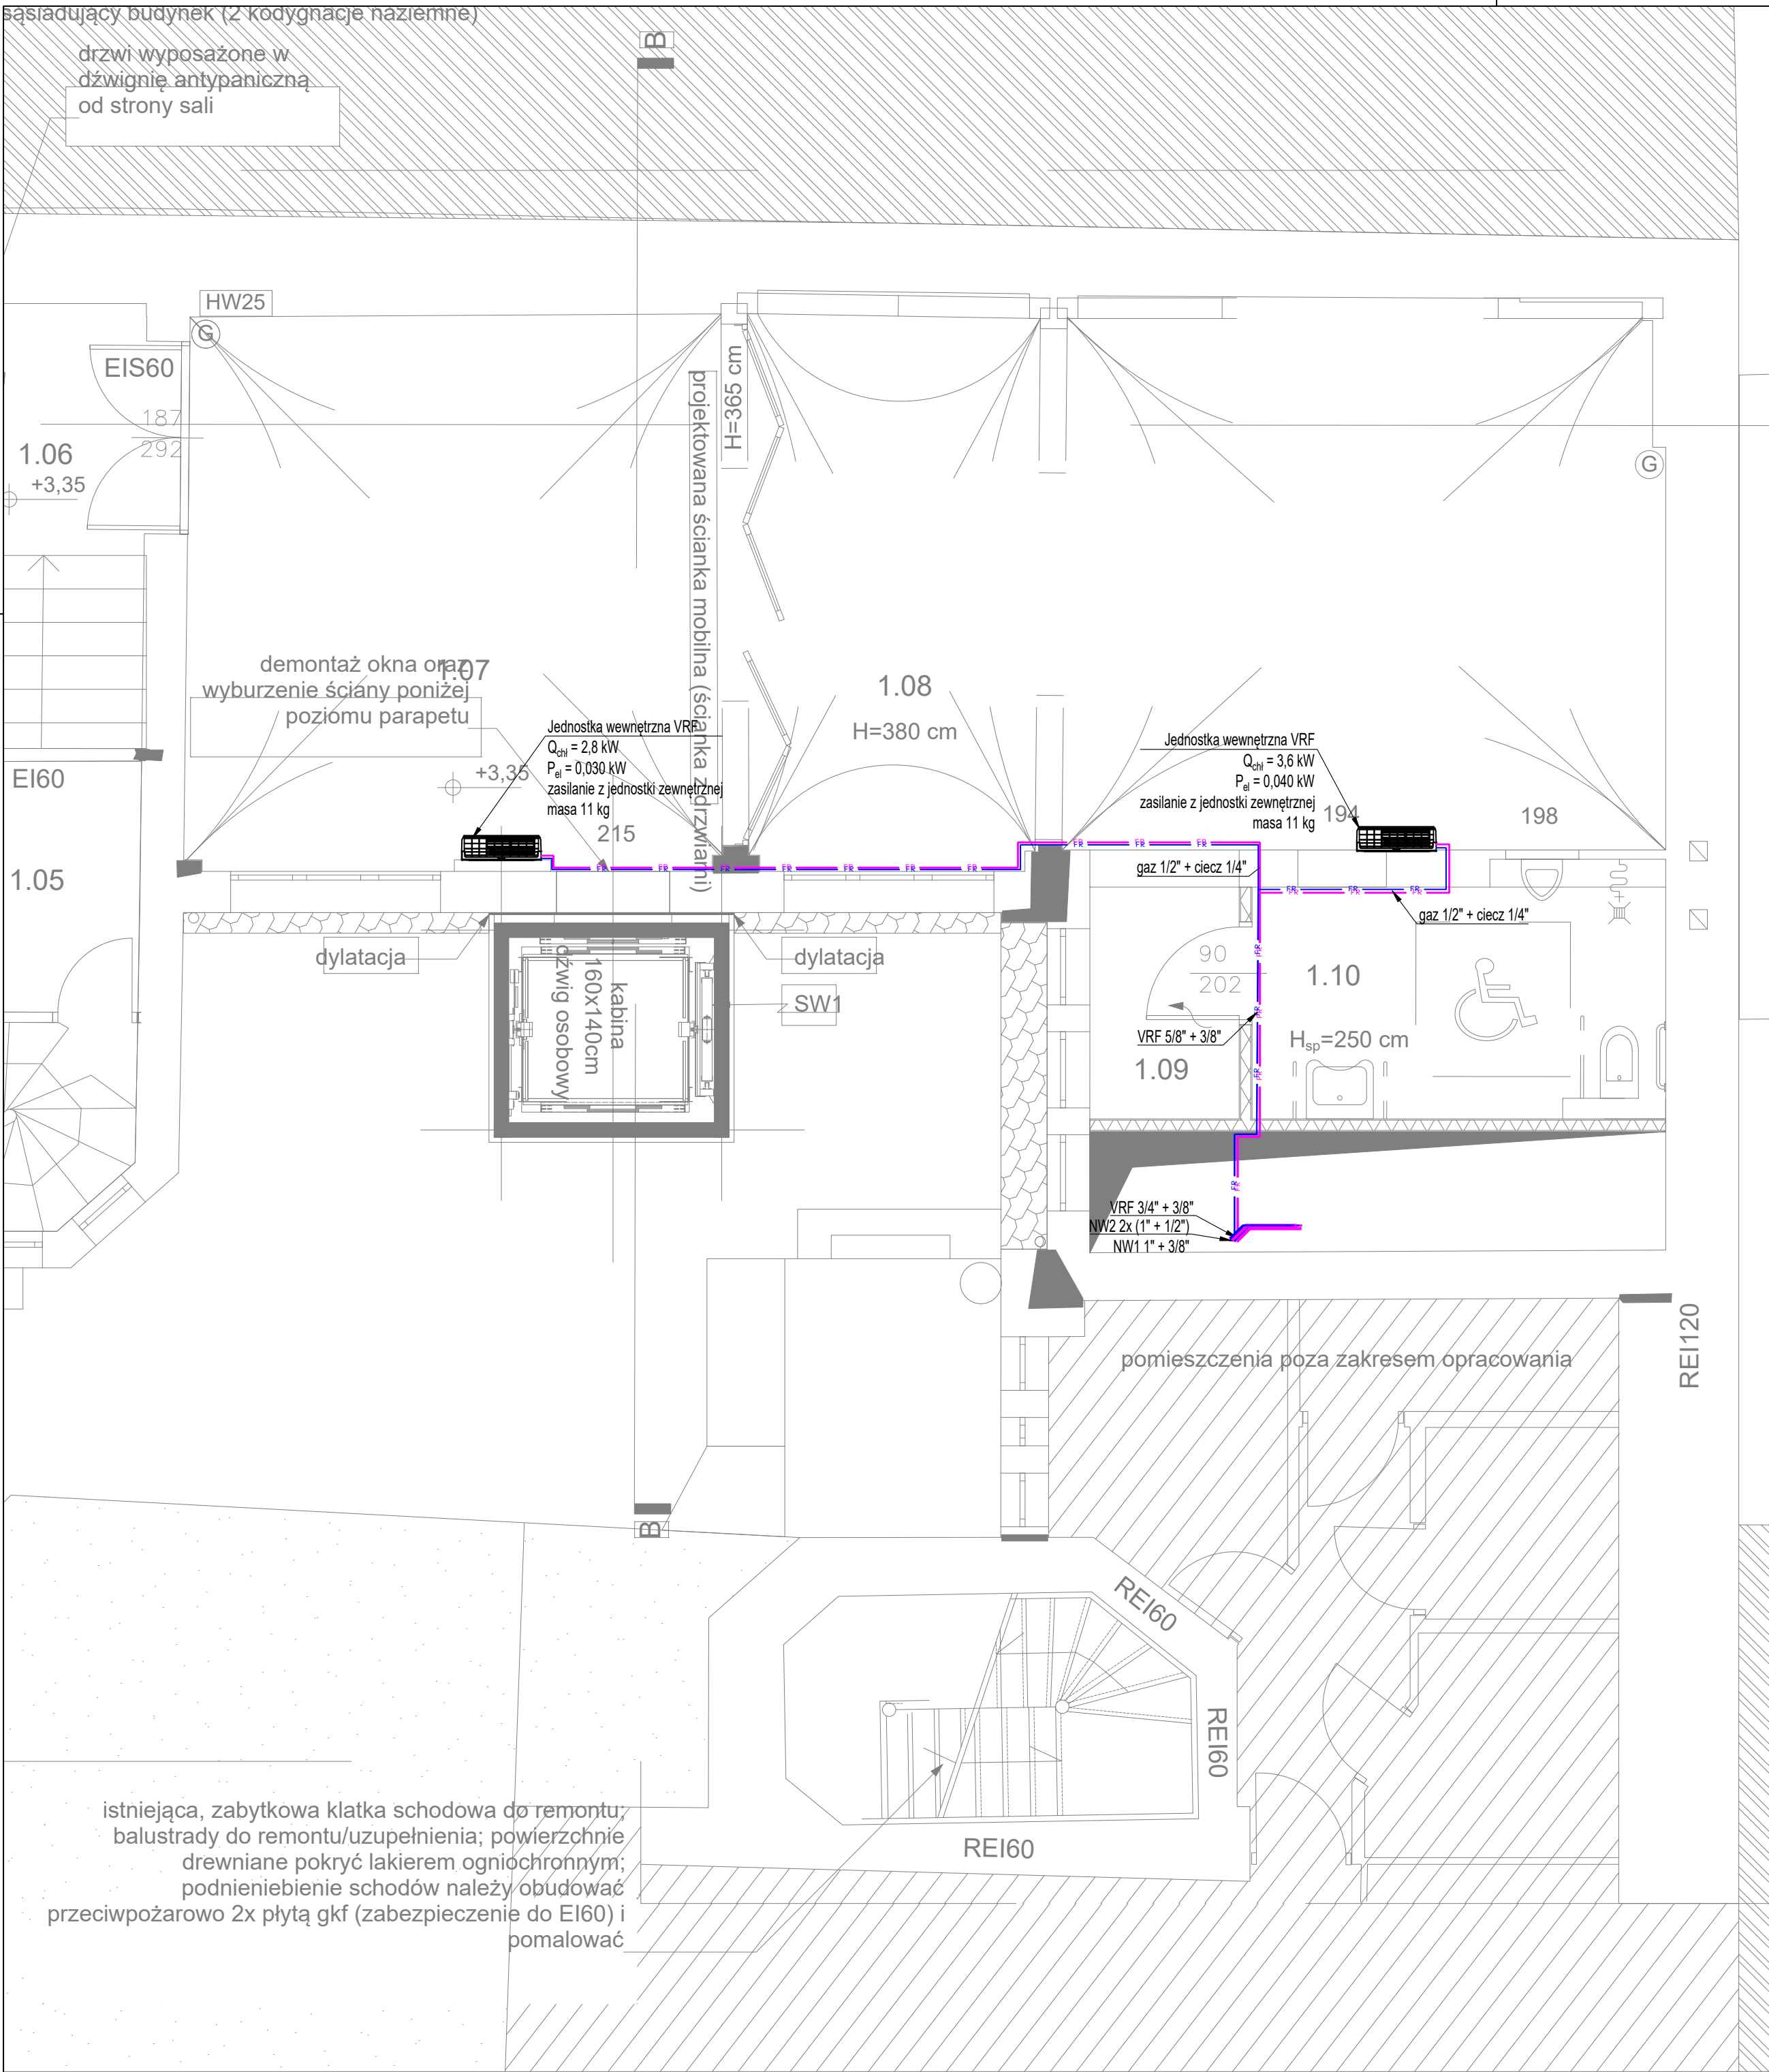 sąsiadujący budynek (2 kodygnacje naziemne)
drzwi wyposażone w
dźwignię antypaniczną
od strony sali
B
HW25
G
EIS60
187
292
1.06
+3,35
H=365 cm
projektowana ścianka mobilna (ścianka z drzwiami)
G
demontaż okna oraz
wyburzenie ściany poniżej
poziomu parapetu
1.07
+3,35
Jednostka wewnętrzna VRF
Qchł = 2,8 kW
Pel = 0,030 kW
zasilanie z jednostki zewnętrznej
masa 11 kg
215
1.08
H=380 cm
Jednostka wewnętrzna VRF
Qchł = 3,6 kW
Pel = 0,040 kW
zasilanie z jednostki zewnętrznej
masa 11 kg
194
198
EI60
1.05
gaz 1/2" + ciecz 1/4"
gaz 1/2" + ciecz 1/4"
dylatacja
dylatacja
SW1
kabina
160x140cm
dźwig osobowy
90
202
1.10
Hsp=250 cm
VRF 5/8" + 3/8"
1.09
VRF 3/4" + 3/8"
NW2 2x (1" + 1/2")
NW1 1" + 3/8"
REI120
pomieszczenia poza zakresem opracowania
B
REI60
REI60
REI60
istniejąca, zabytkowa klatka schodowa do remontu;
balustrady do remontu/uzupełnienia; powierzchnie
drewniane pokryć lakierem ogniochronnym;
podnieniebienie schodów należy obudować
przeciwpożarowo 2x płytą gkf (zabezpieczenie do EI60) i
pomalować